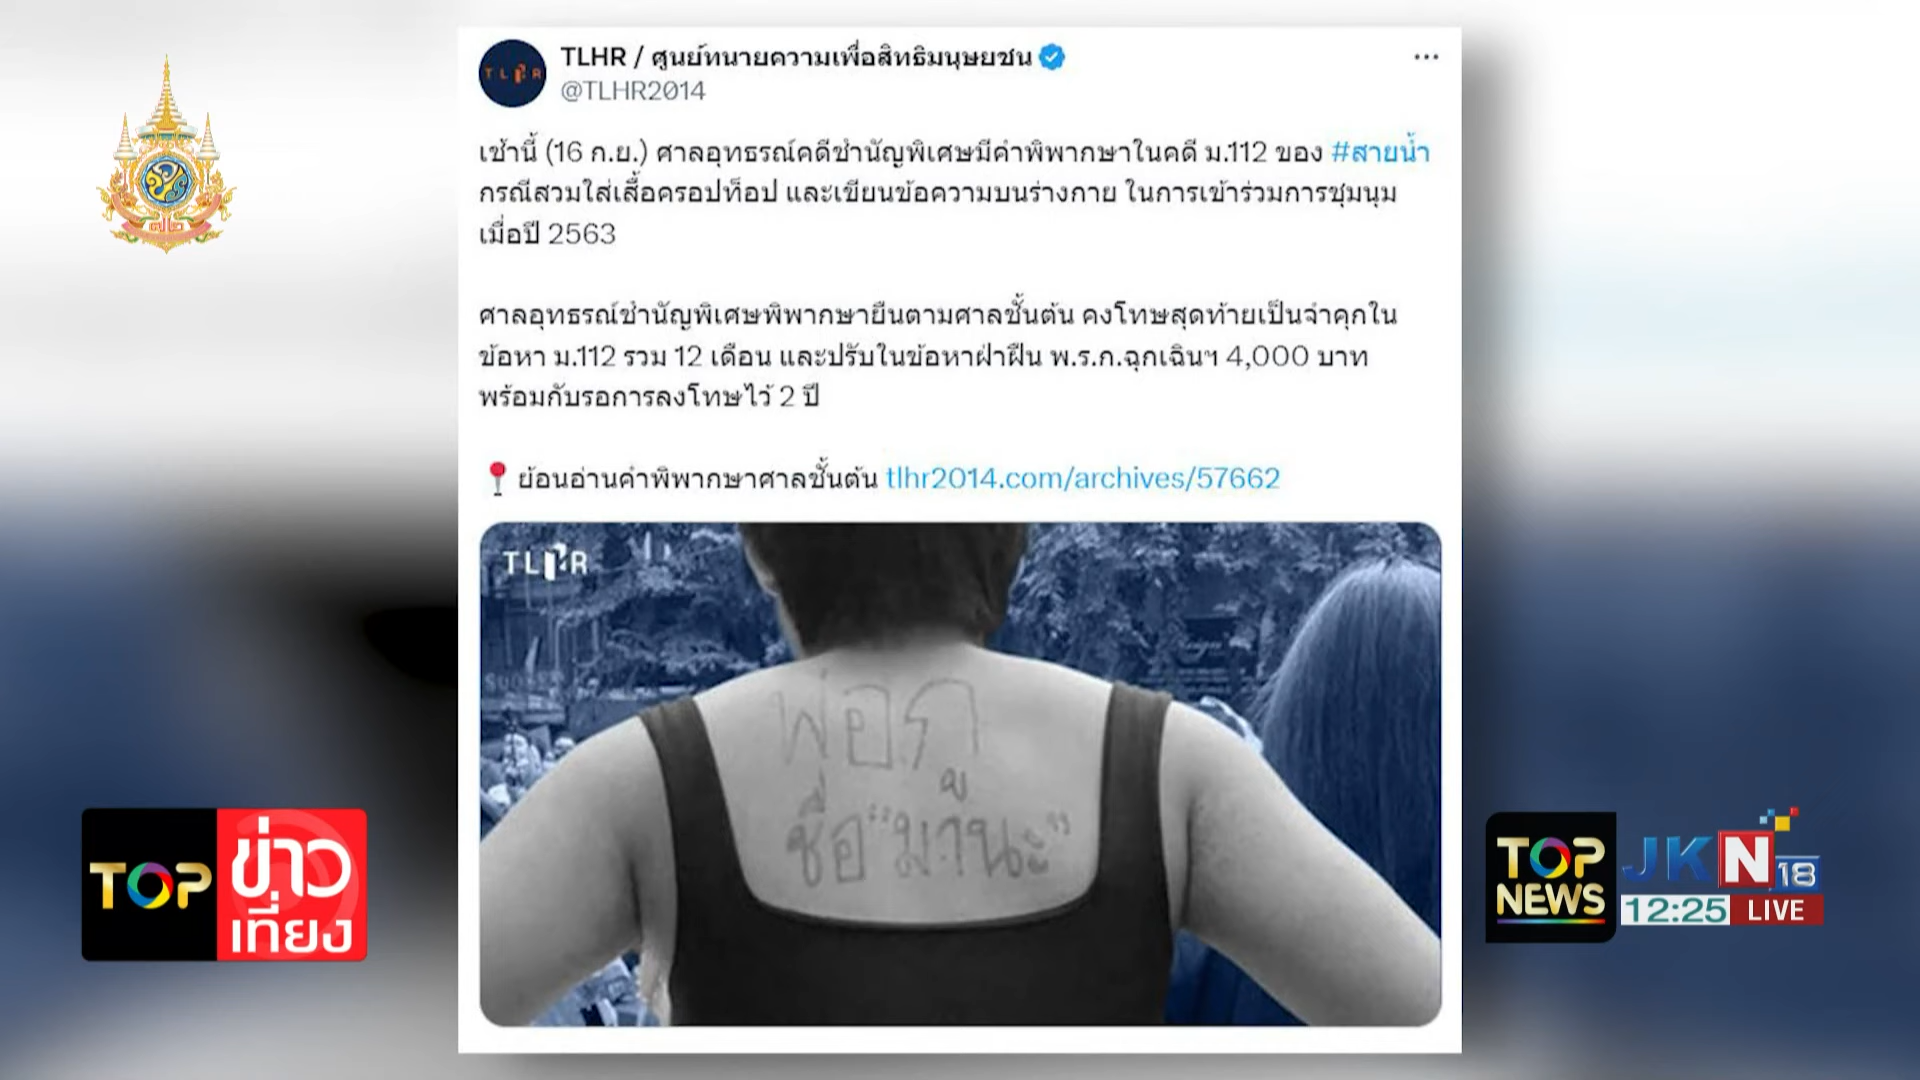 TLHR / ศูนย์ทนายความเพื่อสิทธิมนุษยชน
@TLHR2014
เช้านี้ (16 ก.ย.) ศาลอุทธรณ์คดีชำนัญพิเศษมีคำพิพากษาในคดี ม.112 ของ #สายน้ำ
กรณีสวมใส่เสื้อครอปท็อป และเขียนข้อความบนร่างกาย ในการเข้าร่วมการชุมนุม
เมื่อปี 2563
ศาลอุทธรณ์ชำนัญพิเศษพิพากษายืนตามศาลชั้นต้น คงโทษสุดท้ายเป็นจำคุกใน
ข้อหา ม.112 รวม 12 เดือน และปรับในข้อหาฝ่าฝืน พ.ร.ก.ฉุกเฉินฯ 4,000 บาท
พร้อมกับรอการลงโทษไว้ 2 ปี
ย้อนอ่านคำพิพากษาศาลชั้นต้น tlhr2014.com/archives/57662
TLHR
พ่อกู
ชื่อ "มานะ"
TOP ข่าว
เที่ยง
TOP
NEWS
JKN 18
12:25 LIVE